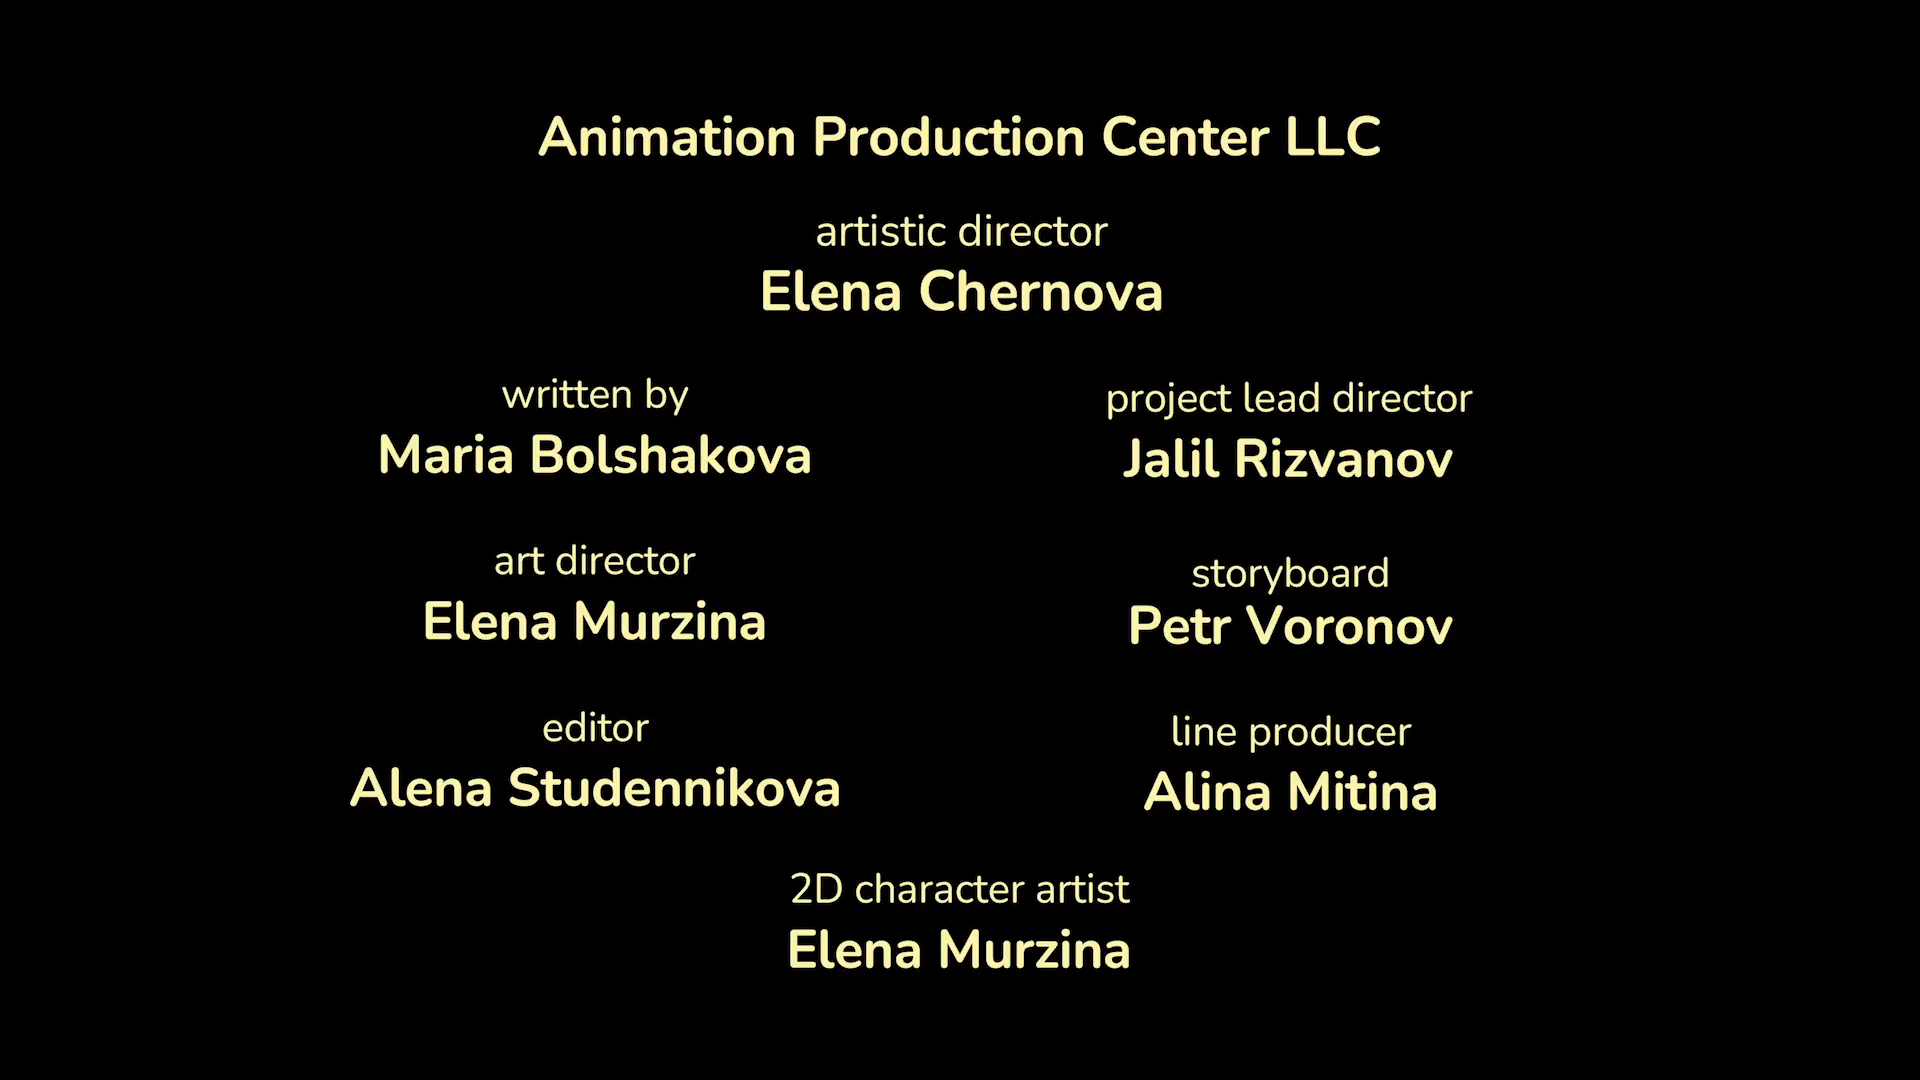 Animation Production Center LLC
artistic director
Elena Chernova
written by
Maria Bolshakova
project lead director
Jalil Rizvanov
art director
Elena Murzina
storyboard
Petr Voronov
editor
Alena Studennikova
line producer
Alina Mitina
2D character artist
Elena Murzina